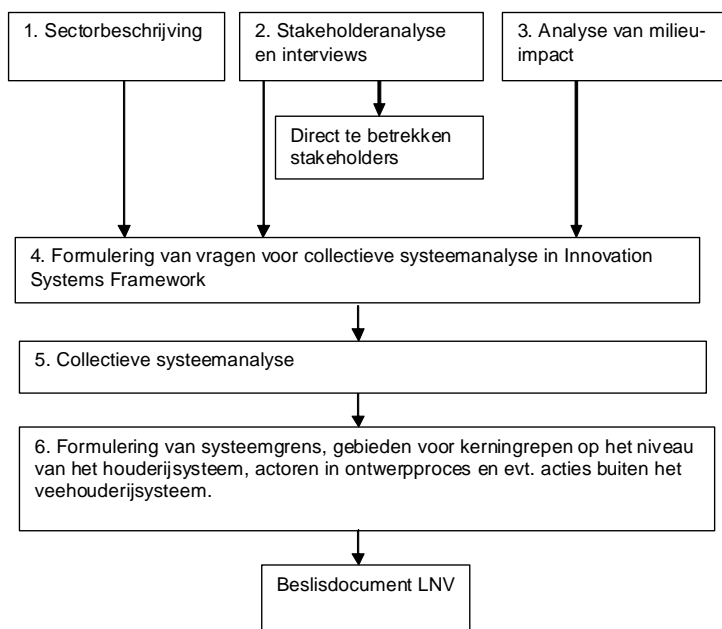 1. Sectorbeschrijving
2. Stakeholderanalyse
en interviews
3. Analyse van milieu-
impact
Direct te betrekken
stakeholders
4. Formulering van vragen voor collectieve systeemanalyse in Innovation
Systems Framework
5. Collectieve systeemanalyse
6. Formulering van systeemgrens, gebieden voor kerningrepen op het niveau
van het houderijsysteem, actoren in ontwerpproces en evt. acties buiten het
veehouderijsysteem.
Beslisdocument LNV